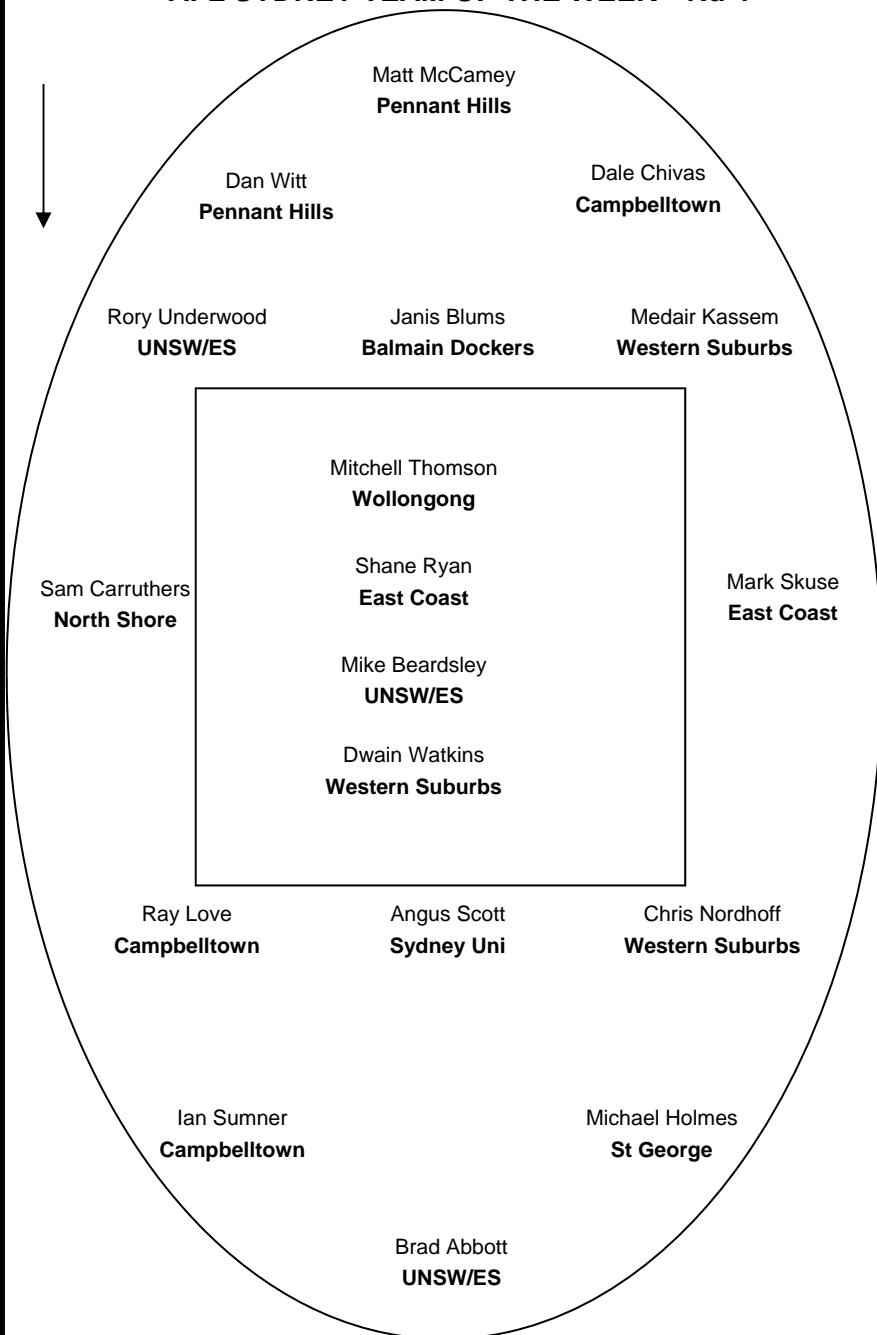 Matt McCamey
Pennant Hills
Dan Witt
Pennant Hills
Dale Chivas
Campbelltown
Rory Underwood
UNSW/ES
Janis Blums
Balmain Dockers
Medair Kassem
Western Suburbs
Mitchell Thomson
Wollongong
Shane Ryan
East Coast
Sam Carruthers
North Shore
Mark Skuse
East Coast
Mike Beardsley
UNSW/ES
Dwain Watkins
Western Suburbs
Ray Love
Campbelltown
Angus Scott
Sydney Uni
Chris Nordhoff
Western Suburbs
Ian Sumner
Campbelltown
Michael Holmes
St George
Brad Abbott
UNSW/ES